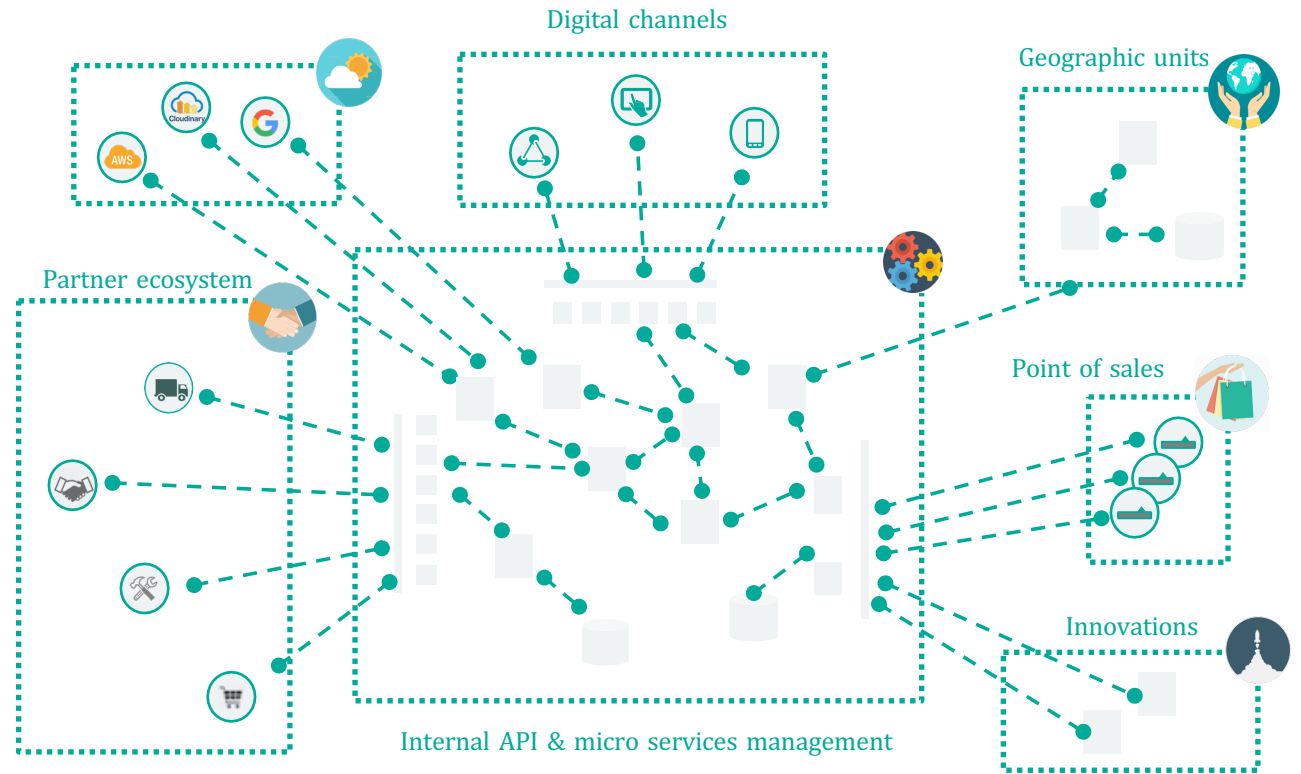 Digital channels
Geographic units
Cloudinary
G
AWS
Partner ecosystem
Point of sales
Innovations
Internal API & micro services management